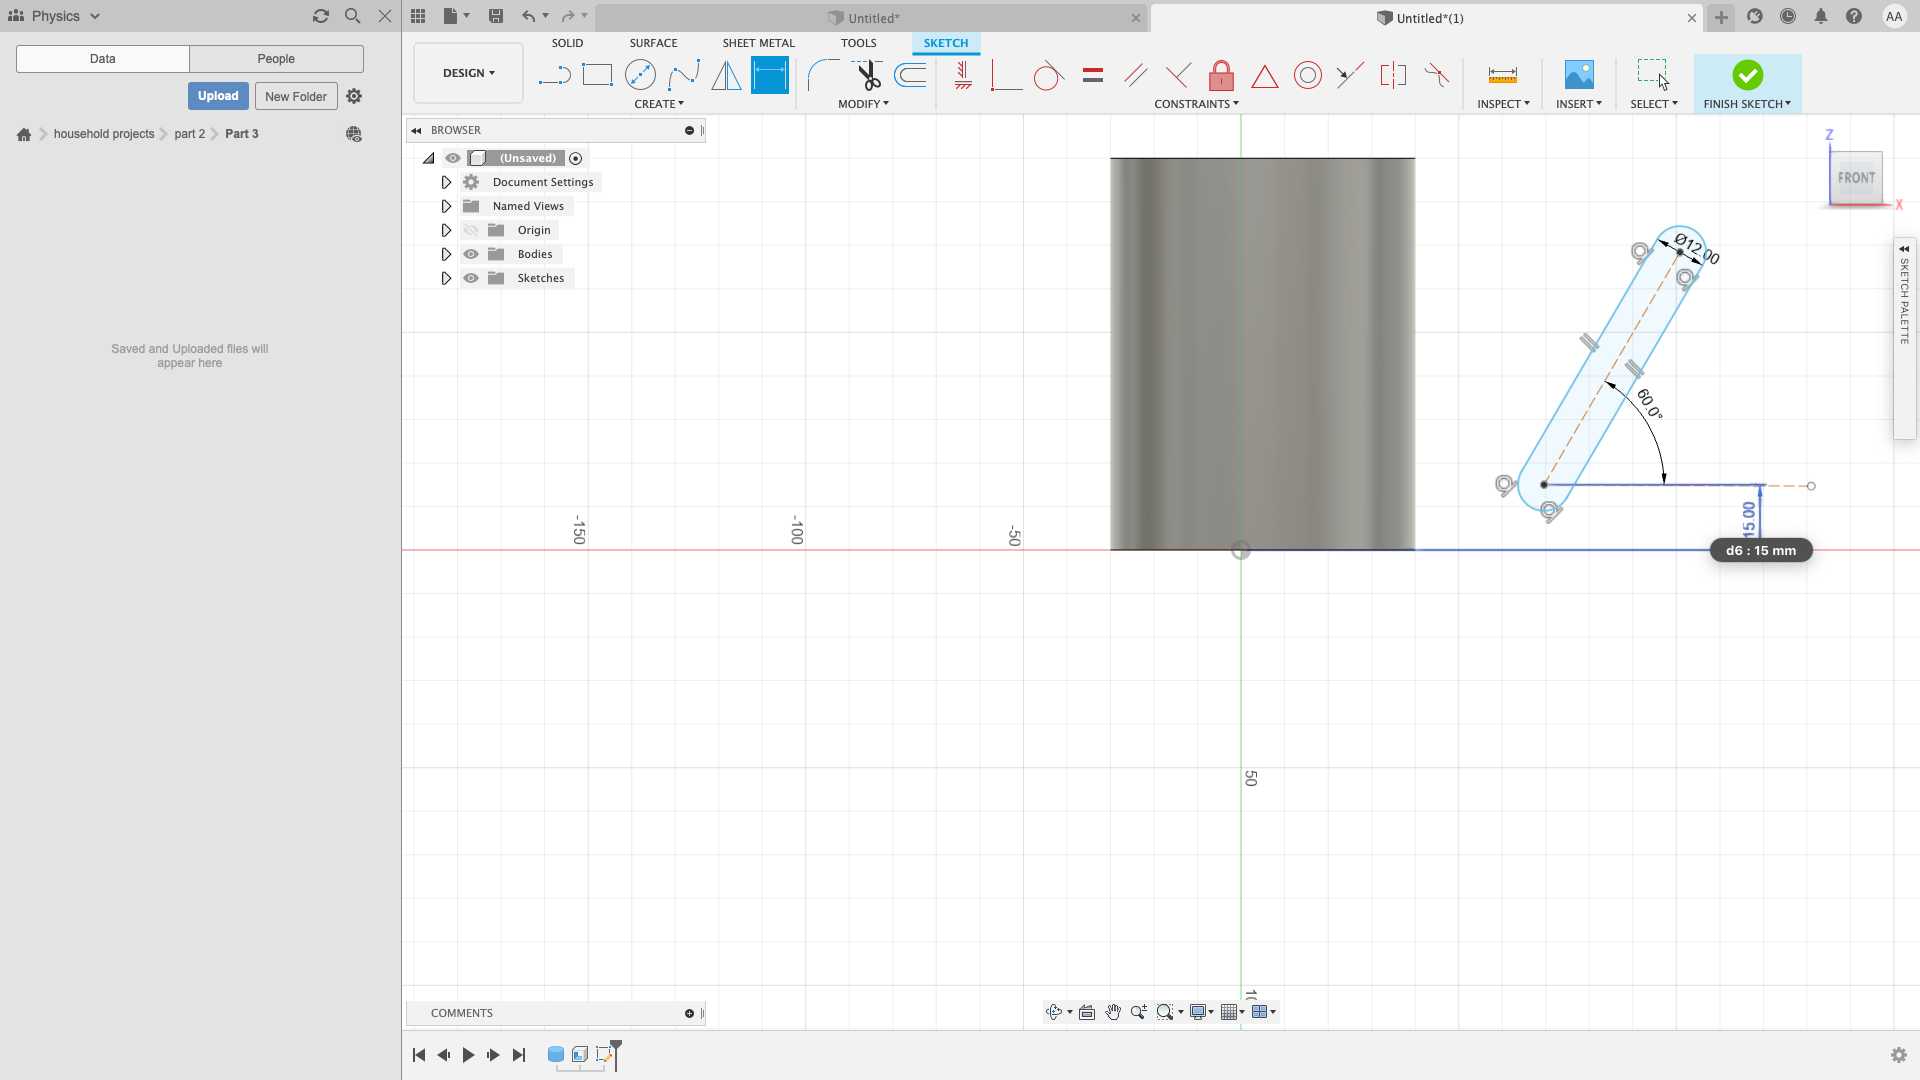 Physics
Data
People
Upload
New Folder
household projects
part 2
Part 3
Saved and Uploaded files will
appear here
Untitled*
Untitled*(1)
AA
SOLID
SURFACE
SHEET METAL
TOOLS
SKETCH
DESIGN
CREATE
MODIFY
CONSTRAINTS
INSPECT
INSERT
SELECT
FINISH SKETCH
BROWSER
(Unsaved)
Document Settings
Named Views
Origin
Bodies
Sketches
Z
FRONT
X
SKETCH PALETTE
Ø12.00
60.0°
15.00
d6 : 15 mm
-150
-100
-50
50
COMMENTS